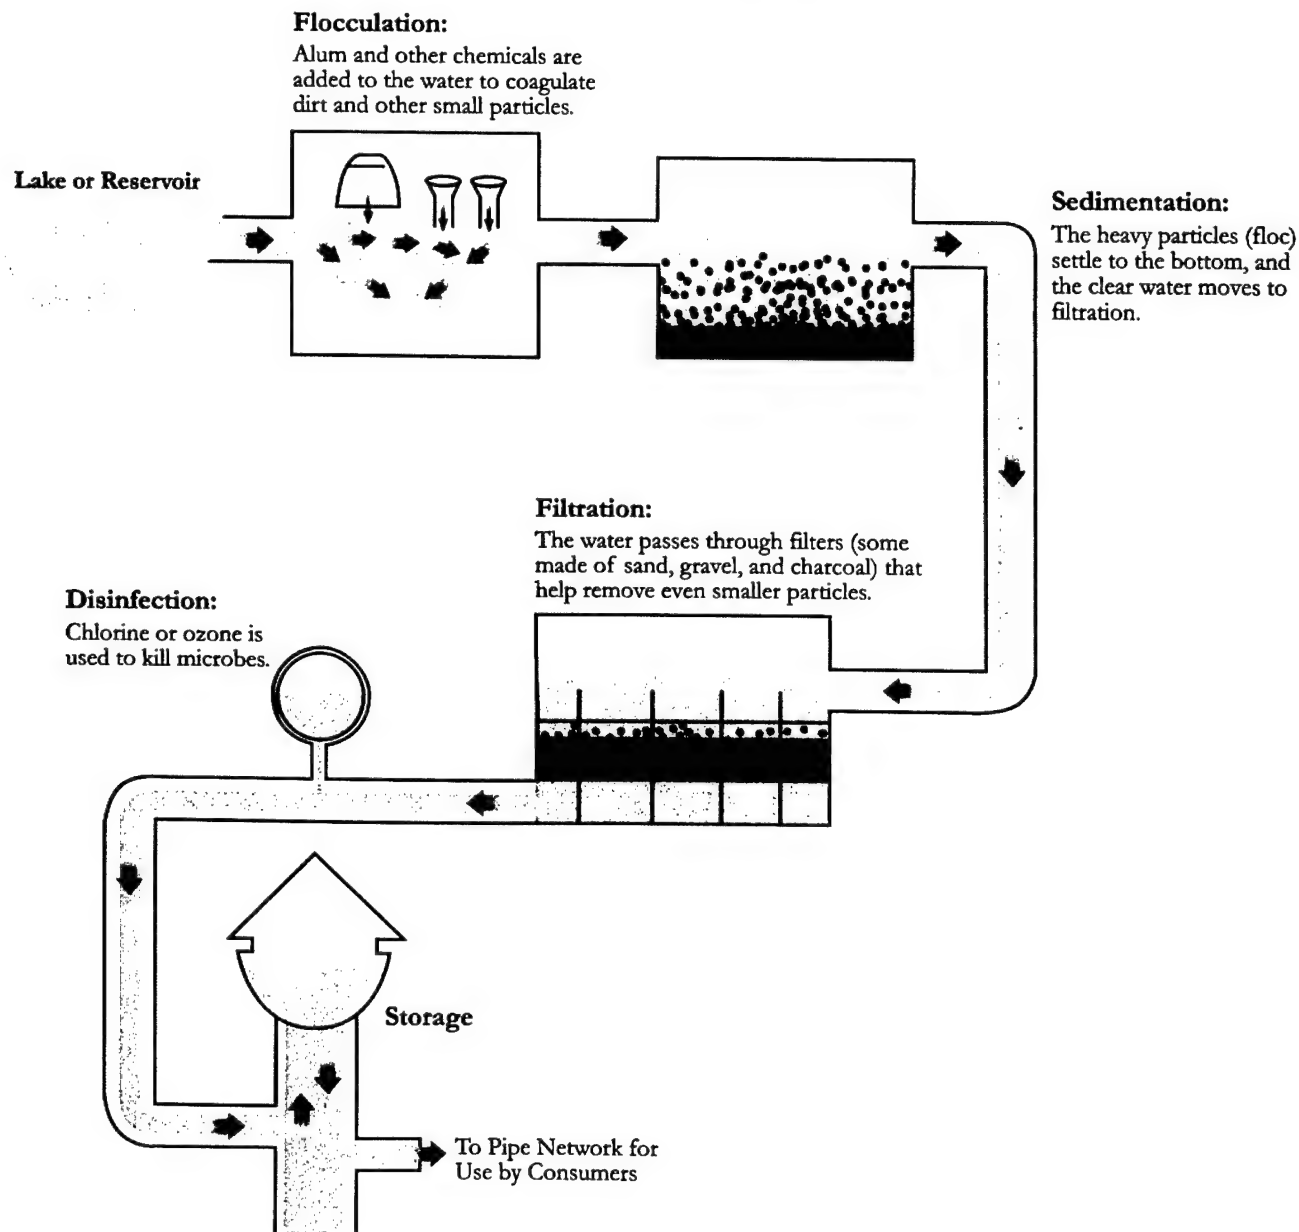 Flocculation:
Alum and other chemicals are
added to the water to coagulate
dirt and other small particles.
Lake or Reservoir
Sedimentation:
The heavy particles (floc)
settle to the bottom, and
the clear water moves to
filtration.
Filtration:
The water passes through filters (some
made of sand, gravel, and charcoal) that
help remove even smaller particles.
Disinfection:
Chlorine or ozone is
used to kill microbes.
Storage
To Pipe Network for
Use by Consumers